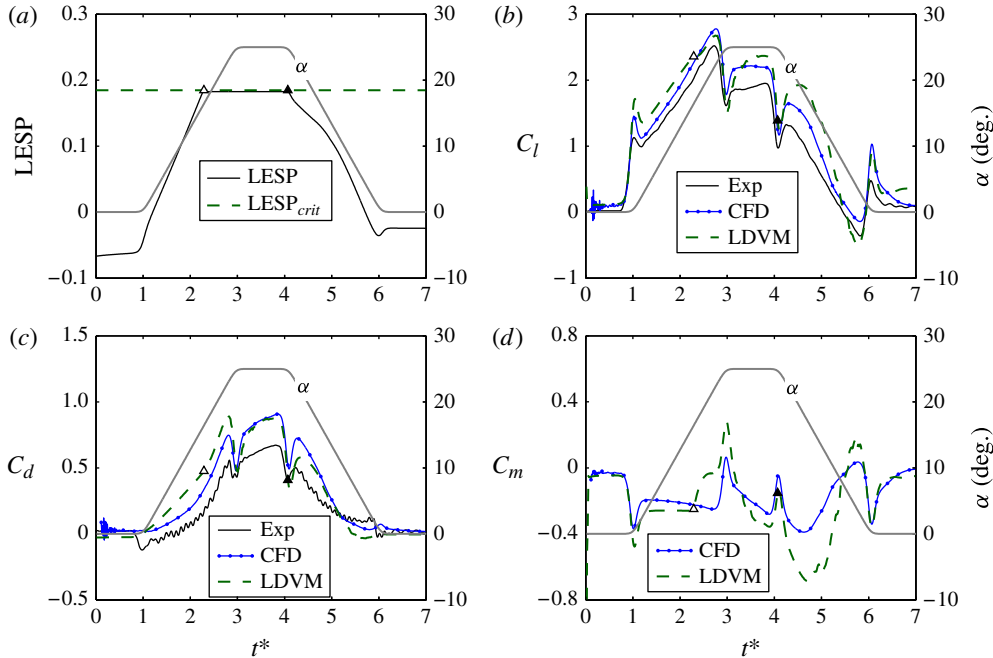 (a)
0.3
0.2
0.1
0
−0.1
LESP
α
LESP
LESPcrit
0 1 2 3 4 5 6 7
30
20
10
0
−10
(b)
3
2
1
0
1
Cl
α
Exp
CFD
LDVM
0 1 2 3 4 5 6 7
30
20
10
0
−10
α (deg.)
(c)
1.5
1.0
0.5
0
−0.5
Cd
α
Exp
CFD
LDVM
0 1 2 3 4 5 6 7
t*
30
20
10
0
−10
(d)
0.8
0.4
0
−0.4
−0.8
Cm
α
CFD
LDVM
0 1 2 3 4 5 6 7
t*
30
20
10
0
−10
α (deg.)